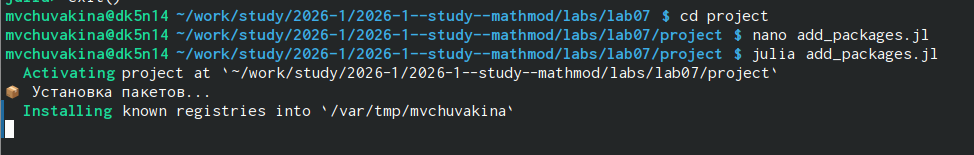 mvchuvakina@dk5n14 ~/work/study/2026-1/2026-1--study--mathmod/labs/lab07 $ cd project
mvchuvakina@dk5n14 ~/work/study/2026-1/2026-1--study--mathmod/labs/lab07/project $ nano add_packages.jl
mvchuvakina@dk5n14 ~/work/study/2026-1/2026-1--study--mathmod/labs/lab07/project $ julia add_packages.jl
Activating project at `~/work/study/2026-1/2026-1--study--mathmod/labs/lab07/project`
📦 Установка пакетов...
Installing known registries into `/var/tmp/mvchuvakina`